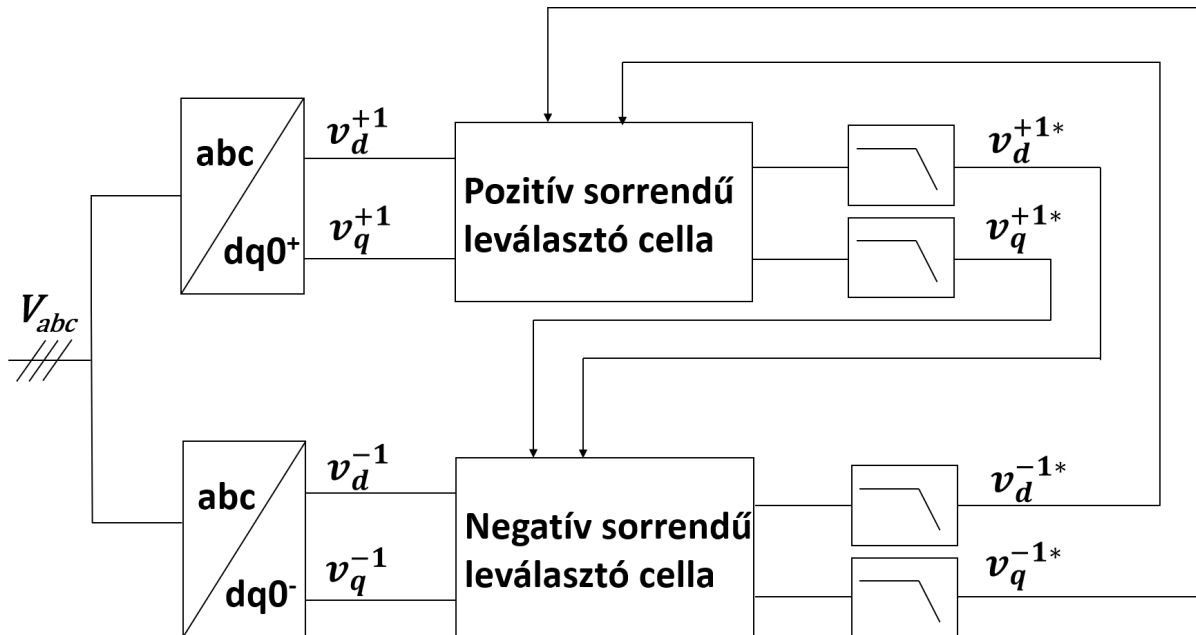 V_abc
abc
dq0⁺
v_d^{+1}
v_q^{+1}
Pozitív sorrendű
leválasztó cella
v_d^{+1*}
v_q^{+1*}
abc
dq0⁻
v_d^{-1}
v_q^{-1}
Negatív sorrendű
leválasztó cella
v_d^{-1*}
v_q^{-1*}